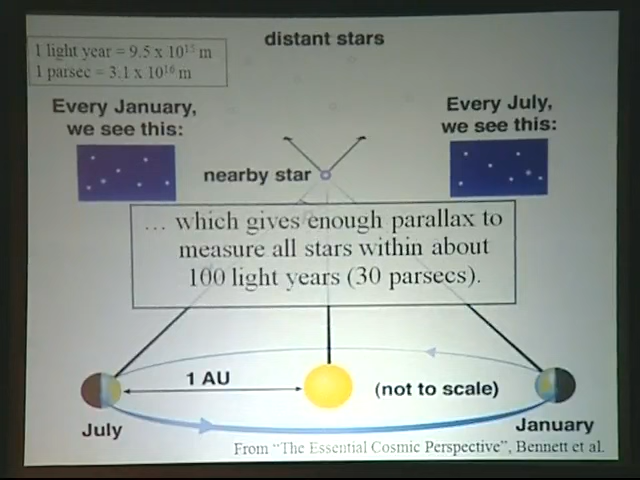 distant stars
1 light year = 9.5 x 10¹⁵ m
1 parsec = 3.1 x 10¹⁶ m
Every January,
we see this:
Every July,
we see this:
nearby star
… which gives enough parallax to
measure all stars within about
100 light years (30 parsecs).
1 AU
(not to scale)
July
January
From “The Essential Cosmic Perspective”, Bennett et al.